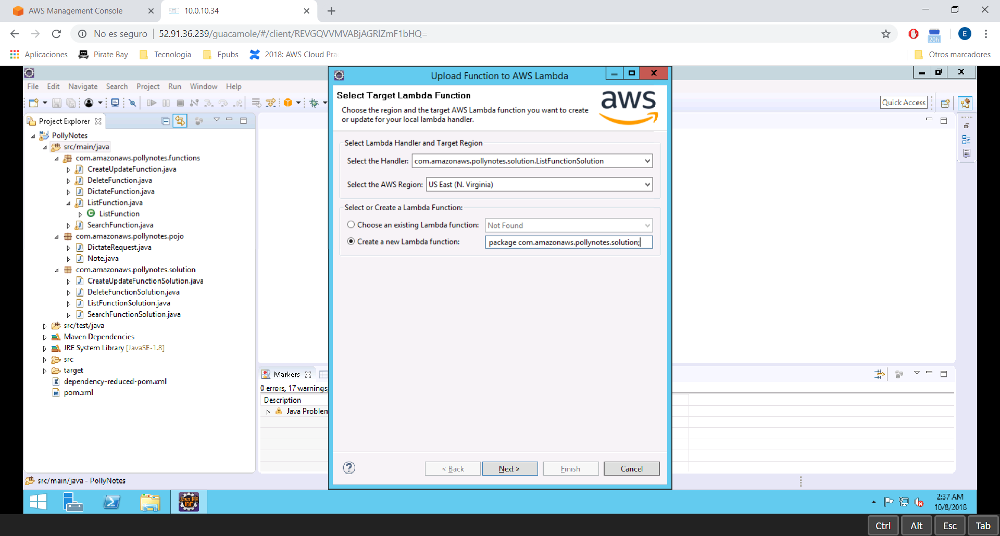 AWS Management Console
10.0.10.34
No es seguro
52.91.36.239/guacamole/#/client/REVGQVVMVABjAGRlZmF1bHQ=
20h
E
Aplicaciones
Pirate Bay
Tecnologia
Epubs
2018: AWS Cloud Pra
Otros marcadores
File Edit Navigate Search Project Run Window Help
Quick Access
Project Explorer
PollyNotes
src/main/java
com.amazonaws.pollynotes.functions
CreateUpdateFunction.java
DeleteFunction.java
DictateFunction.java
ListFunction.java
ListFunction
SearchFunction.java
com.amazonaws.pollynotes.pojo
DictateRequest.java
Note.java
com.amazonaws.pollynotes.solution
CreateUpdateFunctionSolution.java
DeleteFunctionSolution.java
ListFunctionSolution.java
SearchFunctionSolution.java
src/test/java
Maven Dependencies
JRE System Library [JavaSE-1.8]
src
target
dependency-reduced-pom.xml
pom.xml
Upload Function to AWS Lambda
Select Target Lambda Function
Choose the region and the target AWS Lambda function you want to create
or update for your local lambda handler.
aws
Select Lambda Handler and Target Region
Select the Handler: com.amazonaws.pollynotes.solution.ListFunctionSolution
Select the AWS Region: US East (N. Virginia)
Select or Create a Lambda Function:
Choose an existing Lambda function: Not Found
Create a new Lambda function: package com.amazonaws.pollynotes.solution;
< Back
Next >
Finish
Cancel
Markers
0 errors, 17 warnings,
Description
Java Problem
src/main/java - PollyNotes
Java EE
IDE
2:37 AM
10/8/2018
Ctrl
Alt
Esc
Tab